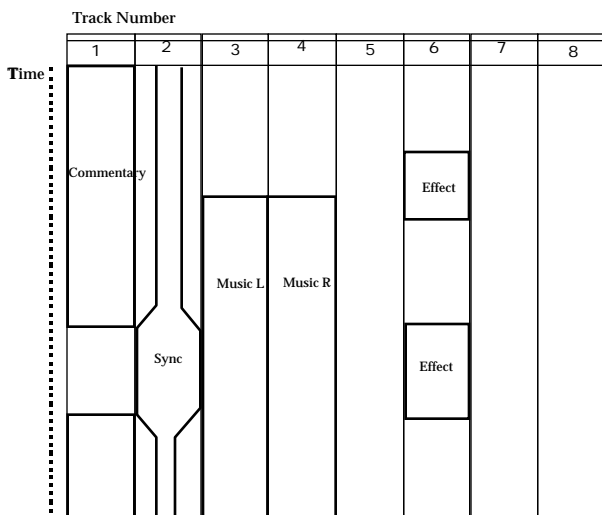 Track Number
1 2 3 4 5 6 7 8
Time
Commentary
Effect
Music L Music R
Sync
Effect